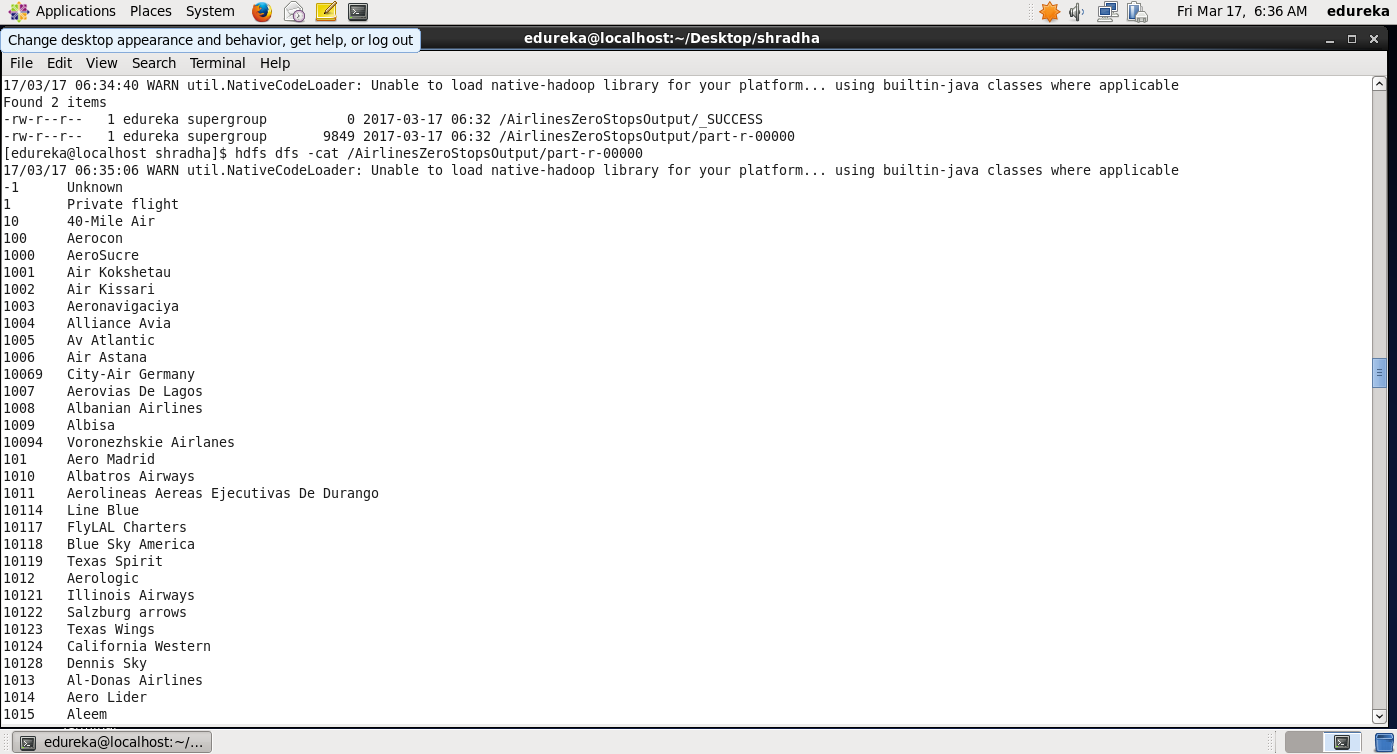 Applications Places System Fri Mar 17, 6:36 AM edureka
Change desktop appearance and behavior, get help, or log out
edureka@localhost:~/Desktop/shradha
File Edit View Search Terminal Help
17/03/17 06:34:40 WARN util.NativeCodeLoader: Unable to load native-hadoop library for your platform... using builtin-java classes where applicable
Found 2 items
-rw-r--r--   1 edureka supergroup          0 2017-03-17 06:32 /AirlinesZeroStopsOutput/_SUCCESS
-rw-r--r--   1 edureka supergroup       9849 2017-03-17 06:32 /AirlinesZeroStopsOutput/part-r-00000
[edureka@localhost shradha]$ hdfs dfs -cat /AirlinesZeroStopsOutput/part-r-00000
17/03/17 06:35:06 WARN util.NativeCodeLoader: Unable to load native-hadoop library for your platform... using builtin-java classes where applicable
-1      Unknown
1       Private flight
10      40-Mile Air
100     Aerocon
1000    AeroSucre
1001    Air Kokshetau
1002    Air Kissari
1003    Aeronavigaciya
1004    Alliance Avia
1005    Av Atlantic
1006    Air Astana
10069   City-Air Germany
1007    Aerovias De Lagos
1008    Albanian Airlines
1009    Albisa
10094   Voronezhskie Airlanes
101     Aero Madrid
1010    Albatros Airways
1011    Aerolineas Aereas Ejecutivas De Durango
10114   Line Blue
10117   FlyLAL Charters
10118   Blue Sky America
10119   Texas Spirit
1012    Aerologic
10121   Illinois Airways
10122   Salzburg arrows
10123   Texas Wings
10124   California Western
10128   Dennis Sky
1013    Al-Donas Airlines
1014    Aero Lider
1015    Aleem
edureka@localhost:~/...